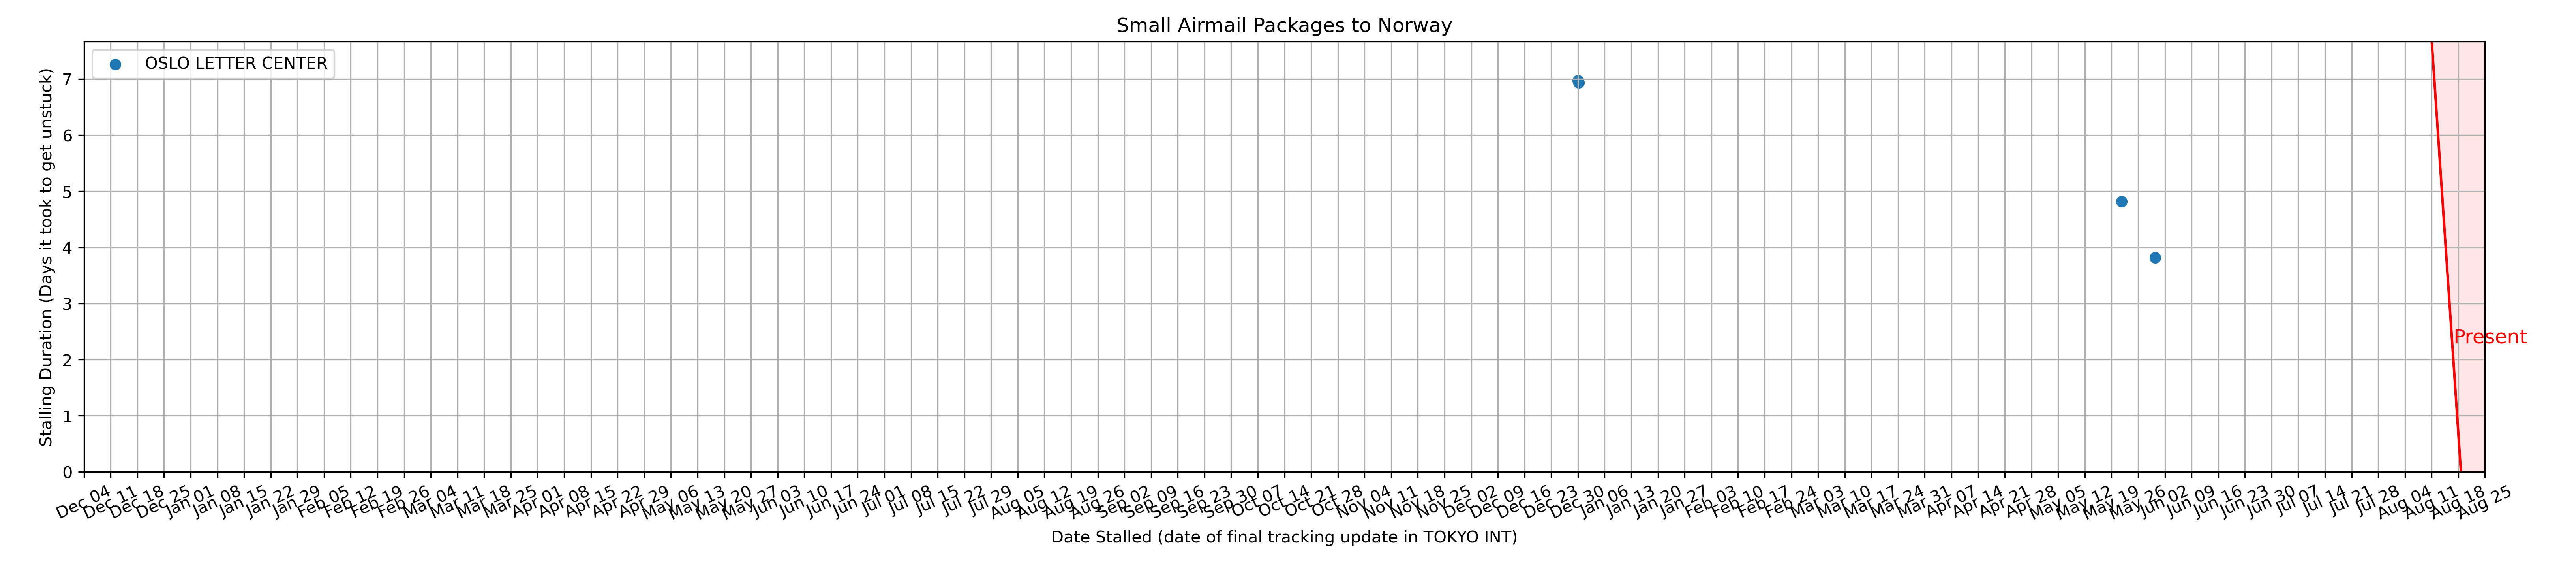 Small Airmail Packages to Norway
OSLO LETTER CENTER
Stalling Duration (Days it took to get unstuck)
7
6
5
4
3
2
1
0
Present
Dec 04 Dec 11 Dec 18 Dec 25 Jan 01 Jan 08 Jan 15 Jan 22 Jan 29 Feb 05 Feb 12 Feb 19 Feb 26 Mar 04 Mar 11 Mar 18 Mar 25 Apr 01 Apr 08 Apr 15 Apr 22 Apr 29 May 06 May 13 May 20 May 27 Jun 03 Jun 10 Jun 17 Jun 24 Jul 01 Jul 08 Jul 15 Jul 22 Jul 29 Aug 05 Aug 12 Aug 19 Aug 26 Sep 02 Sep 09 Sep 16 Sep 23 Sep 30 Oct 07 Oct 14 Oct 21 Oct 28 Nov 04 Nov 11 Nov 18 Nov 25 Dec 02 Dec 09 Dec 16 Dec 23 Dec 30 Jan 06 Jan 13 Jan 20 Jan 27 Feb 03 Feb 10 Feb 17 Feb 24 Mar 03 Mar 10 Mar 17 Mar 24 Mar 31 Apr 07 Apr 14 Apr 21 Apr 28 May 05 May 12 May 19 May 26 Jun 02 Jun 09 Jun 16 Jun 23 Jun 30 Jul 07 Jul 14 Jul 21 Jul 28 Aug 04 Aug 11 Aug 18 Aug 25
Date Stalled (date of final tracking update in TOKYO INT)